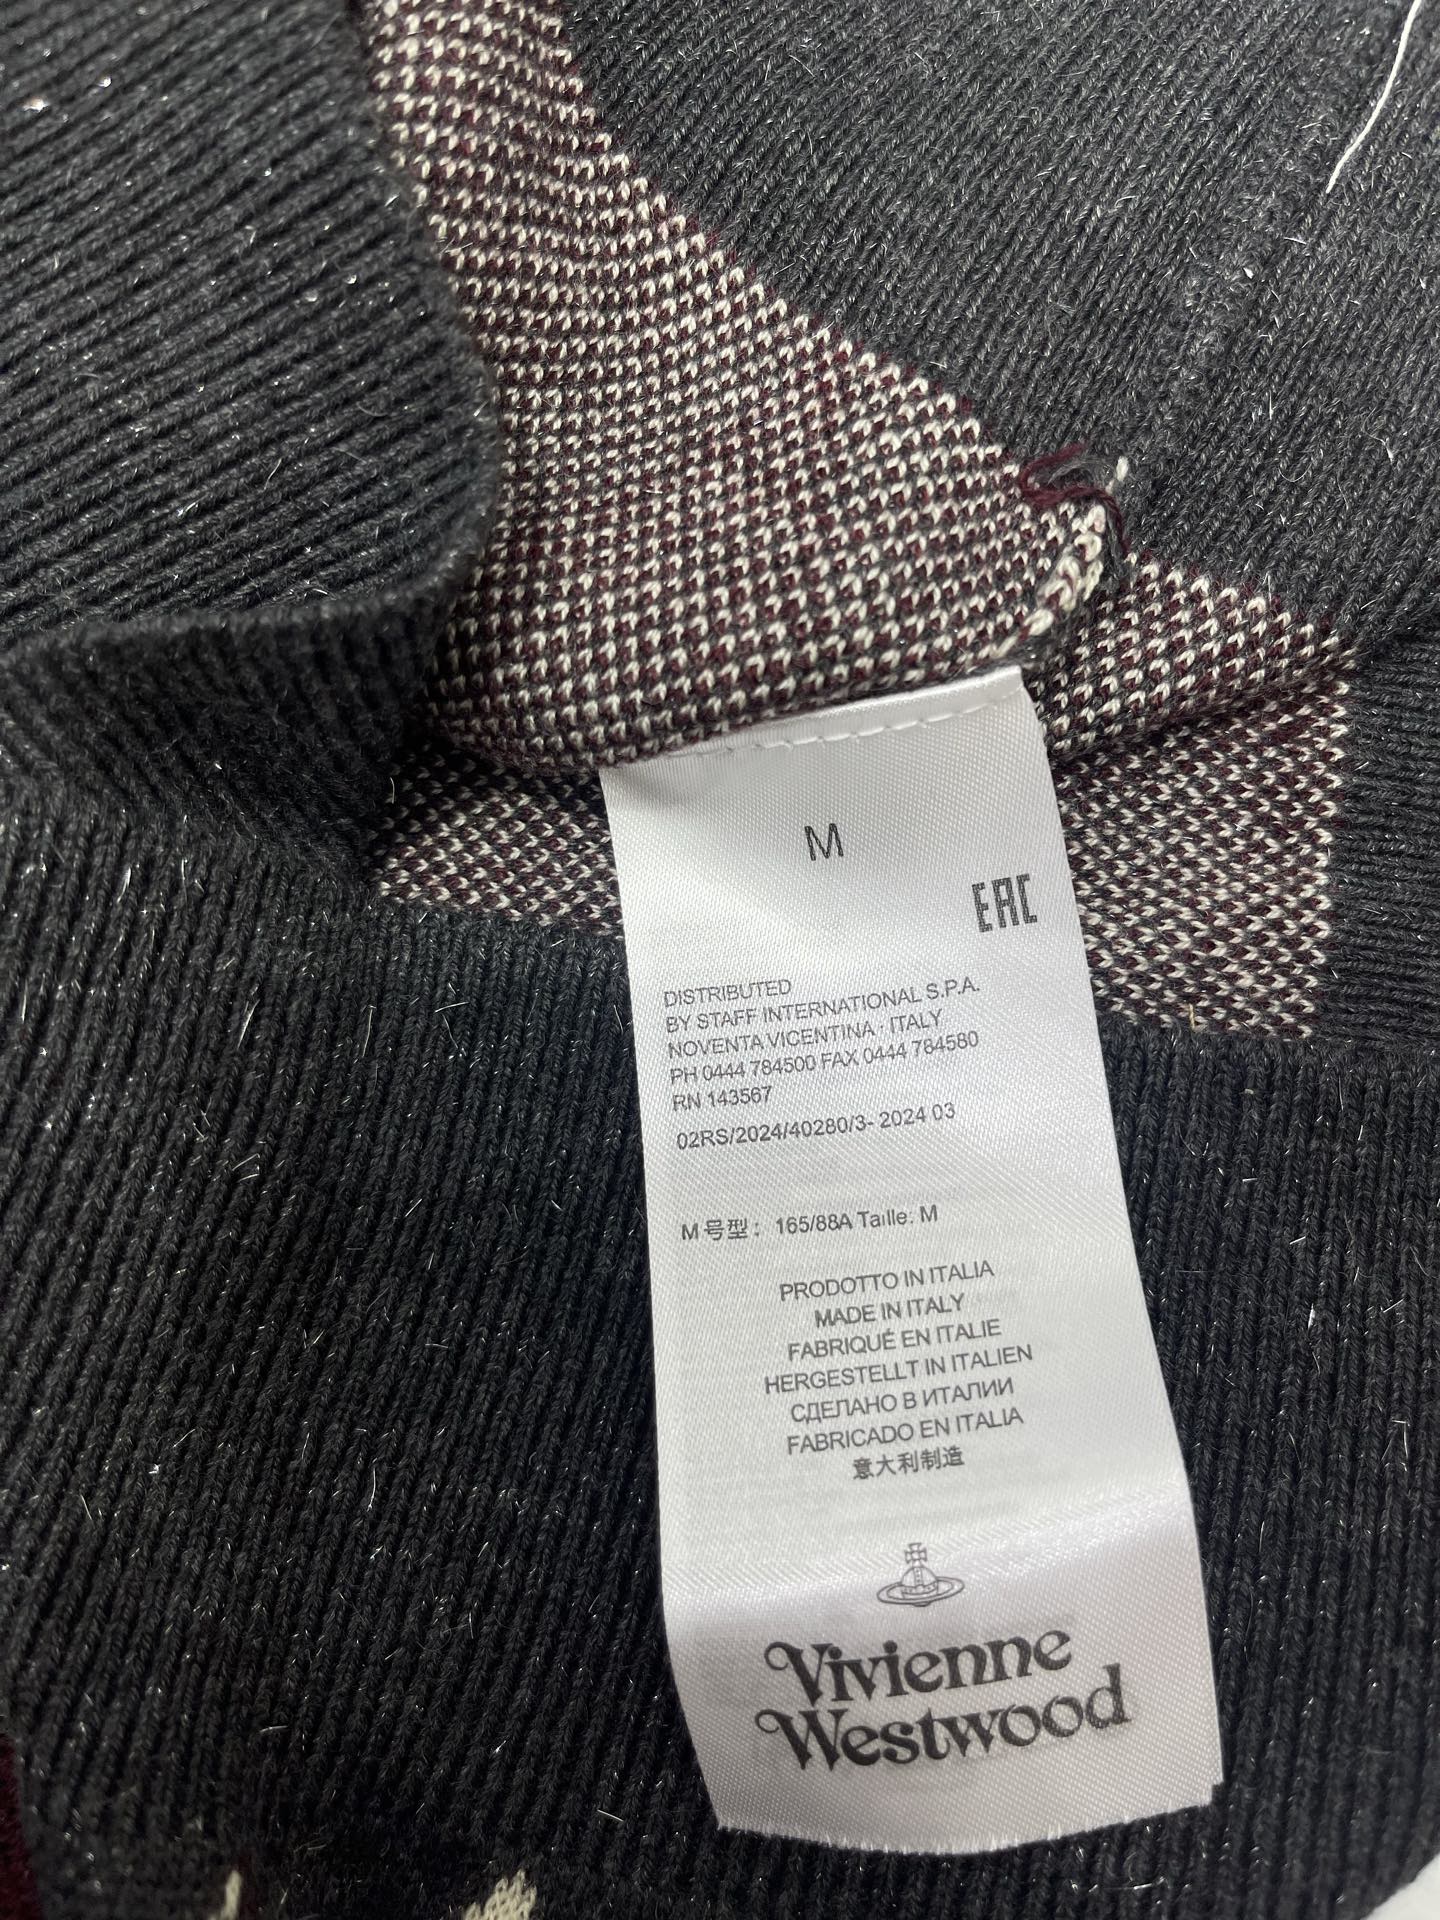 M
EAC
DISTRIBUTED
BY STAFF INTERNATIONAL S.P.A.
NOVENTA VICENTINA · ITALY
PH 0444 784500 FAX 0444 784580
RN 143567
02RS/2024/40280/3- 2024 03
M号型： 165/88A Taille: M
PRODOTTO IN ITALIA
MADE IN ITALY
FABRIQUÉ EN ITALIE
HERGESTELLT IN ITALIEN
СДЕЛАНО В ИТАЛИИ
FABRICADO EN ITALIA
意大利制造
Vivienne
Westwood